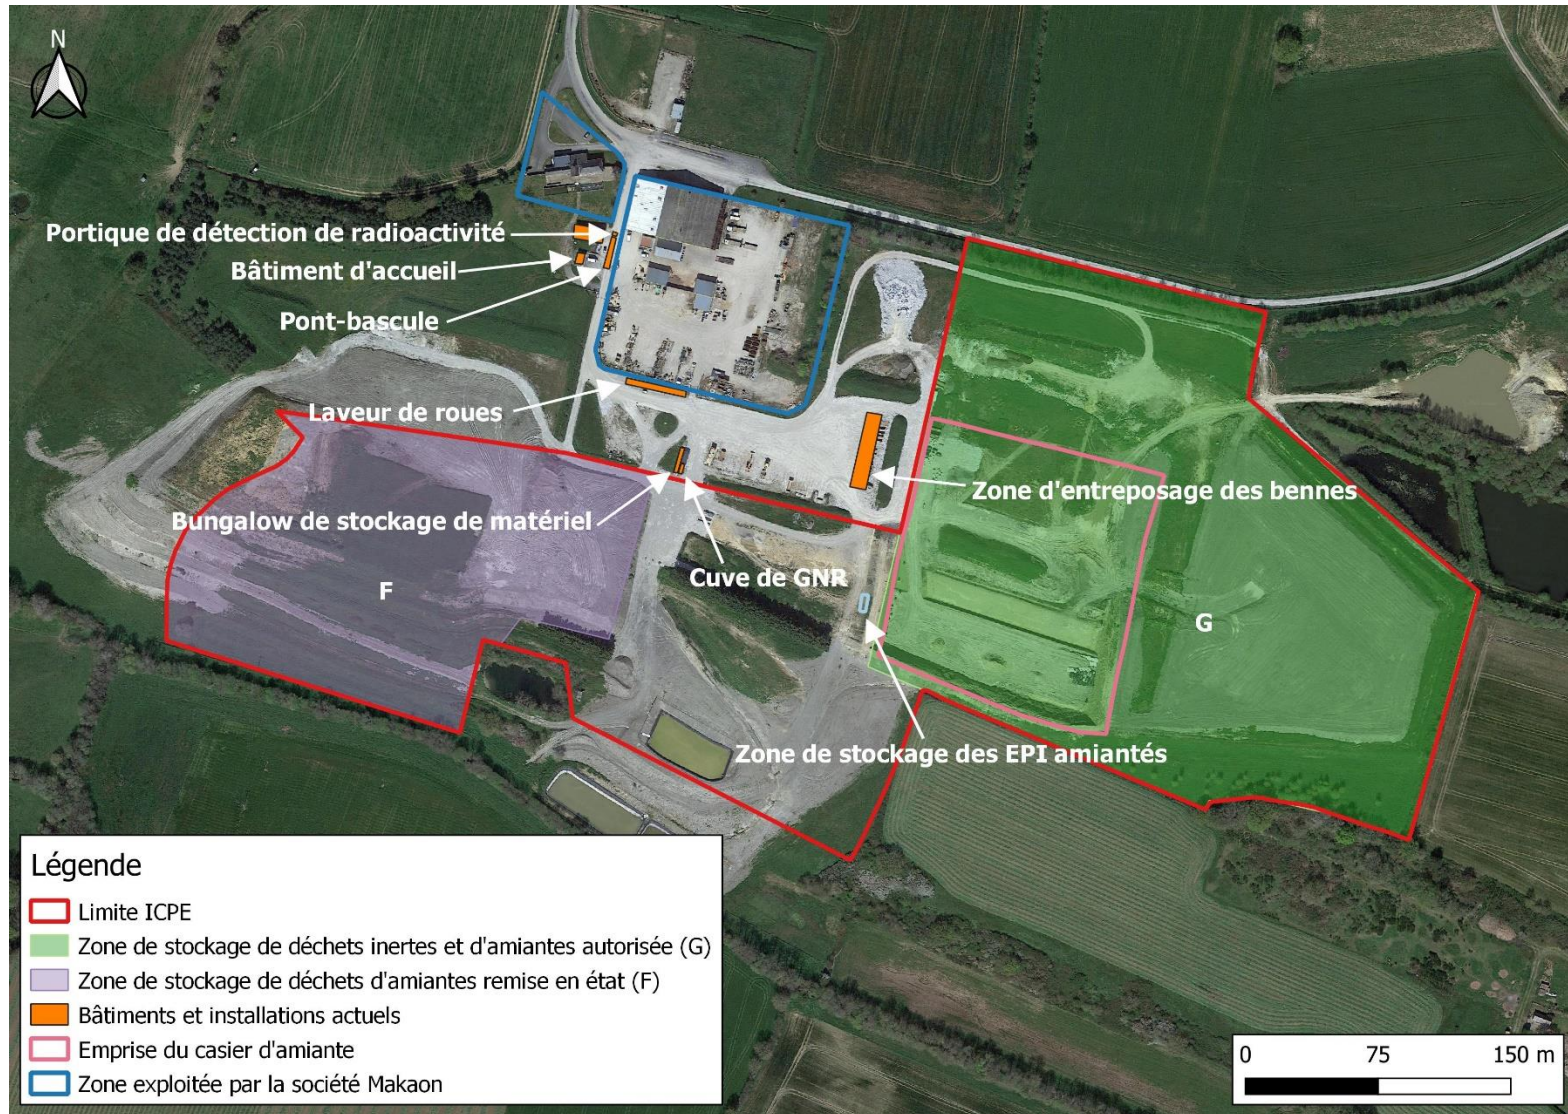 N
Portique de détection de radioactivité
Bâtiment d'accueil
Pont-bascule
Laveur de roues
Zone d'entreposage des bennes
Bungalow de stockage de matériel
Cuve de GNR
F
G
Zone de stockage des EPI amiantés
Légende
Limite ICPE
Zone de stockage de déchets inertes et d'amiantes autorisée (G)
Zone de stockage de déchets d'amiantes remise en état (F)
Bâtiments et installations actuels
Emprise du casier d'amiante
Zone exploitée par la société Makaon
0 75 150 m